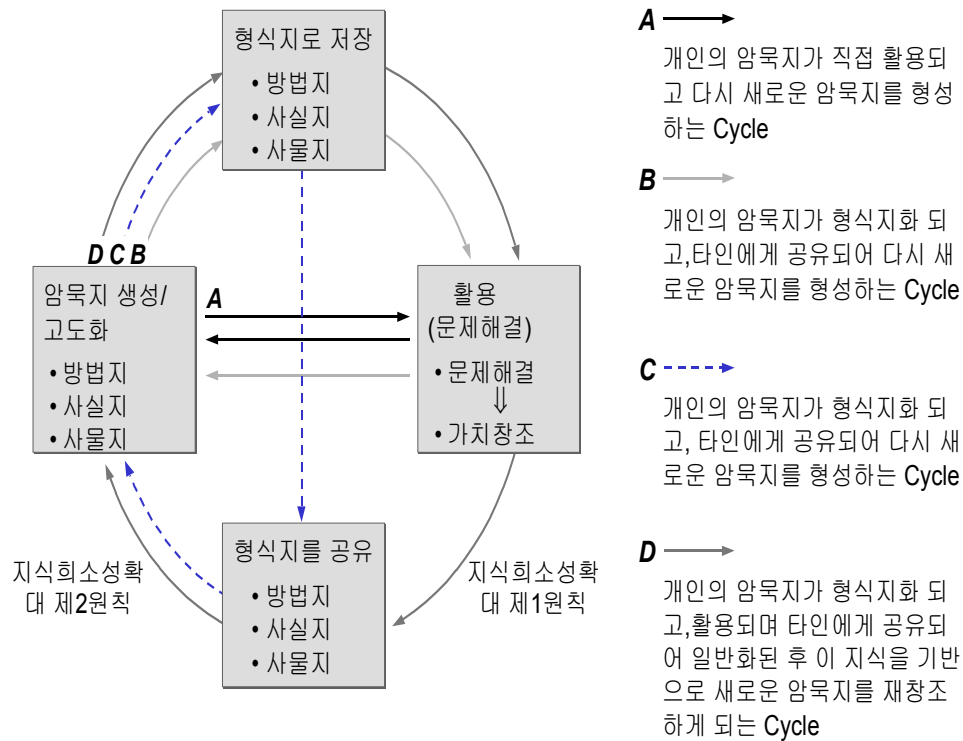 형식지로 저장
• 방법지
• 사실지
• 사물지
D C B
암묵지 생성/
고도화
• 방법지
• 사실지
• 사물지
A
활용
(문제해결)
• 문제해결
⇓
• 가치창조
형식지를 공유
• 방법지
• 사실지
• 사물지
지식희소성확
대 제2원칙
지식희소성확
대 제1원칙
A
개인의 암묵지가 직접 활용되
고 다시 새로운 암묵지를 형성
하는 Cycle
B
개인의 암묵지가 형식지화 되
고,타인에게 공유되어 다시 새
로운 암묵지를 형성하는 Cycle
C
개인의 암묵지가 형식지화 되
고, 타인에게 공유되어 다시 새
로운 암묵지를 형성하는 Cycle
D
개인의 암묵지가 형식지화 되
고,활용되며 타인에게 공유되
어 일반화된 후 이 지식을 기반
으로 새로운 암묵지를 재창조
하게 되는 Cycle